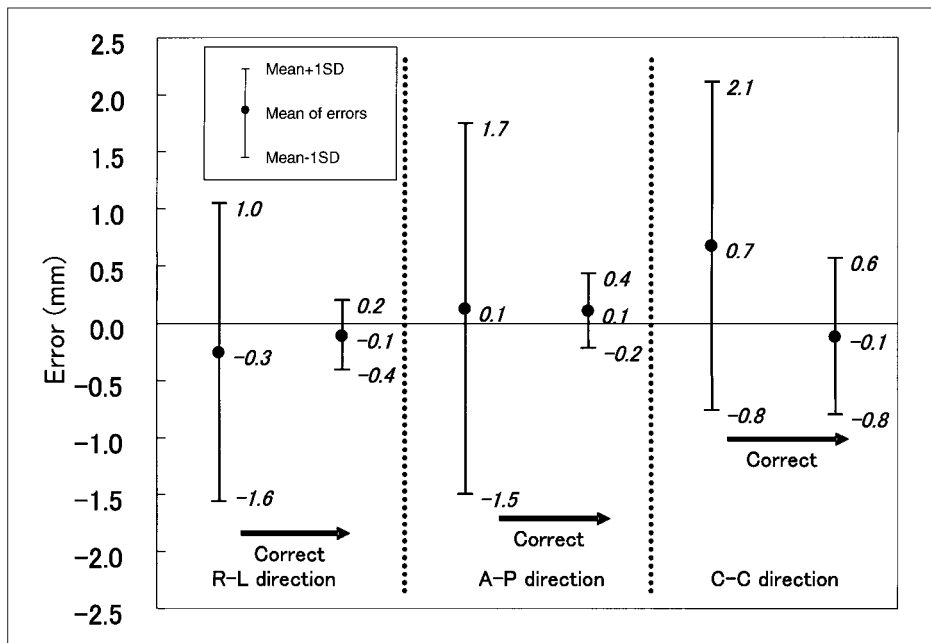 Error (mm)
2.5
2.0
1.5
1.0
0.5
0.0
−0.5
−1.0
−1.5
−2.0
−2.5
Mean+1SD
Mean of errors
Mean-1SD
1.0
−0.3
−1.6
0.2
−0.1
−0.4
Correct
R-L direction
1.7
0.1
−1.5
0.4
0.1
−0.2
Correct
A-P direction
2.1
0.7
−0.8
0.6
−0.1
−0.8
Correct
C-C direction